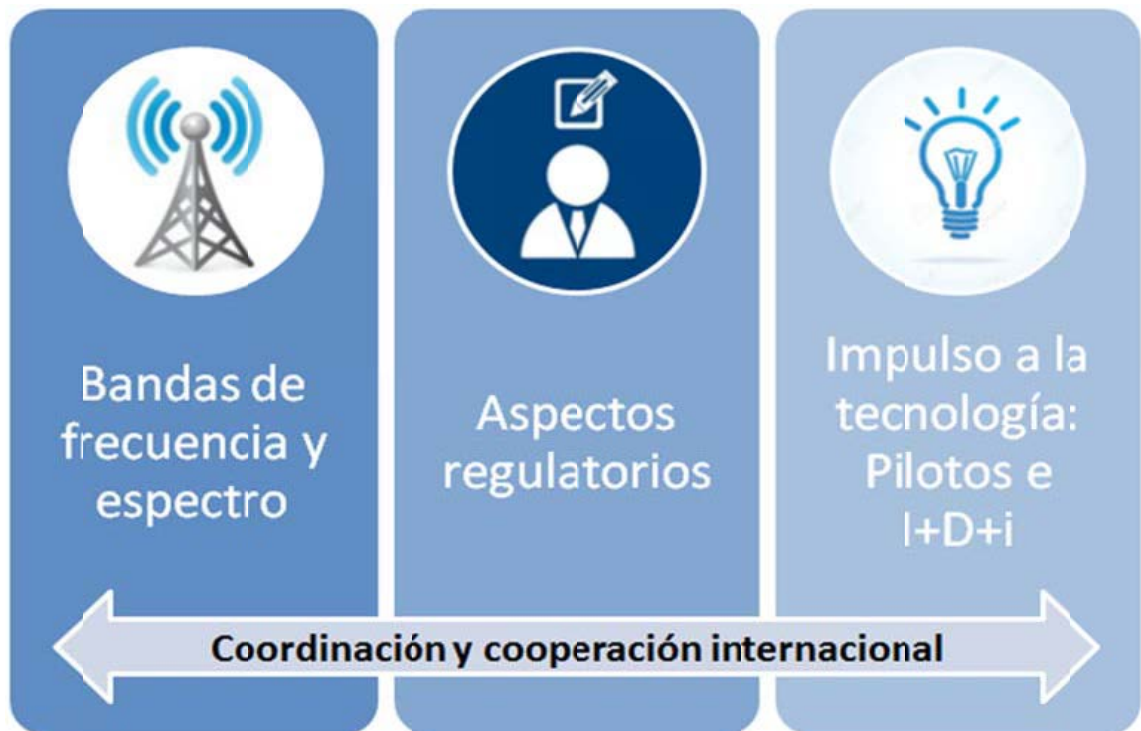 Bandas de
frecuencia y
espectro
Aspectos
regulatorios
Impulso a la
tecnología:
Pilotos e
I+D+i
Coordinación y cooperación internacional